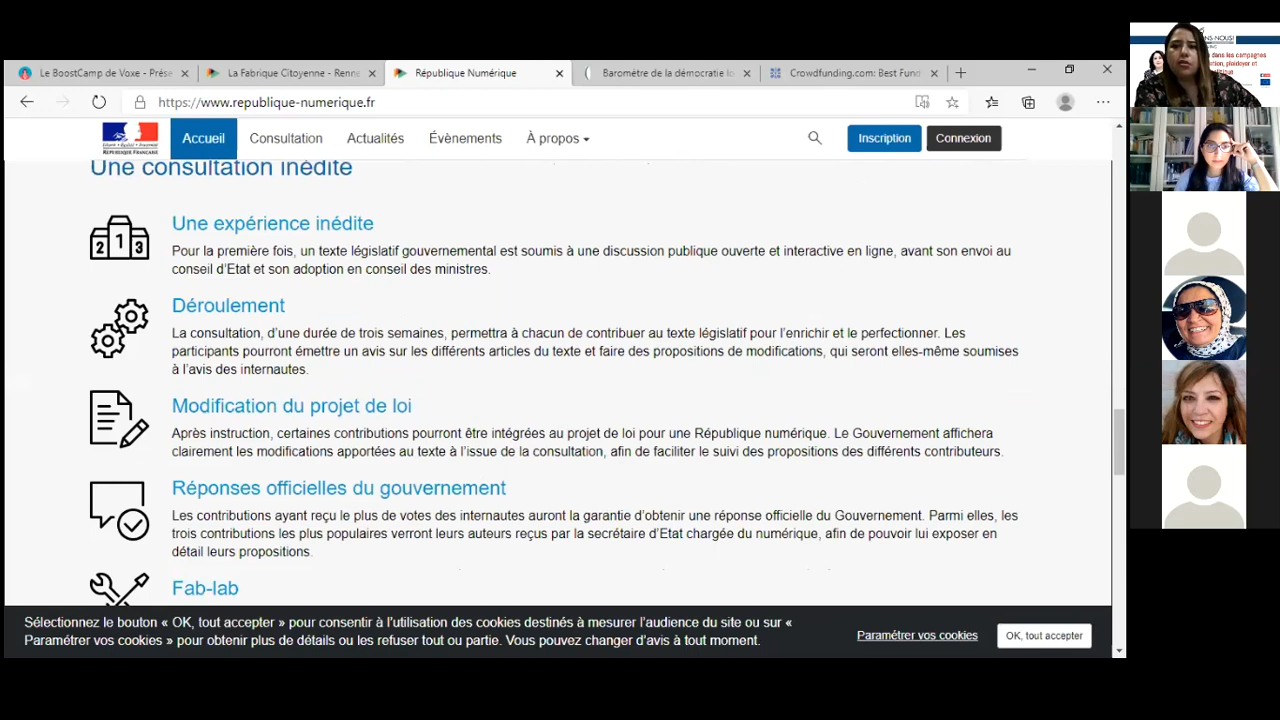 Le BoostCamp de Voxe - Prése
La Fabrique Citoyenne - Renne
République Numérique
Baromètre de la démocratie lo
Crowdfunding.com: Best Fund
https://www.republique-numerique.fr
RÉPUBLIQUE FRANÇAISE
Accueil
Consultation
Actualités
Évènements
À propos
Inscription
Connexion
Une consultation inédite
Une expérience inédite
Pour la première fois, un texte législatif gouvernemental est soumis à une discussion publique ouverte et interactive en ligne, avant son envoi au
conseil d'Etat et son adoption en conseil des ministres.
Déroulement
La consultation, d'une durée de trois semaines, permettra à chacun de contribuer au texte législatif pour l'enrichir et le perfectionner. Les
participants pourront émettre un avis sur les différents articles du texte et faire des propositions de modifications, qui seront elles-même soumises
à l'avis des internautes.
Modification du projet de loi
Après instruction, certaines contributions pourront être intégrées au projet de loi pour une République numérique. Le Gouvernement affichera
clairement les modifications apportées au texte à l'issue de la consultation, afin de faciliter le suivi des propositions des différents contributeurs.
Réponses officielles du gouvernement
Les contributions ayant reçu le plus de votes des internautes auront la garantie d'obtenir une réponse officielle du Gouvernement. Parmi elles, les
trois contributions les plus populaires verront leurs auteurs reçus par la secrétaire d'Etat chargée du numérique, afin de pouvoir lui exposer en
détail leurs propositions.
Fab-lab
Sélectionnez le bouton « OK, tout accepter » pour consentir à l'utilisation des cookies destinés à mesurer l'audience du site ou sur «
Paramétrer vos cookies » pour obtenir plus de détails ou les refuser tout ou partie. Vous pouvez changer d'avis à tout moment.
Paramétrer vos cookies
OK, tout accepter
NS NOUS!
dans les campagnes
plaidoyer et